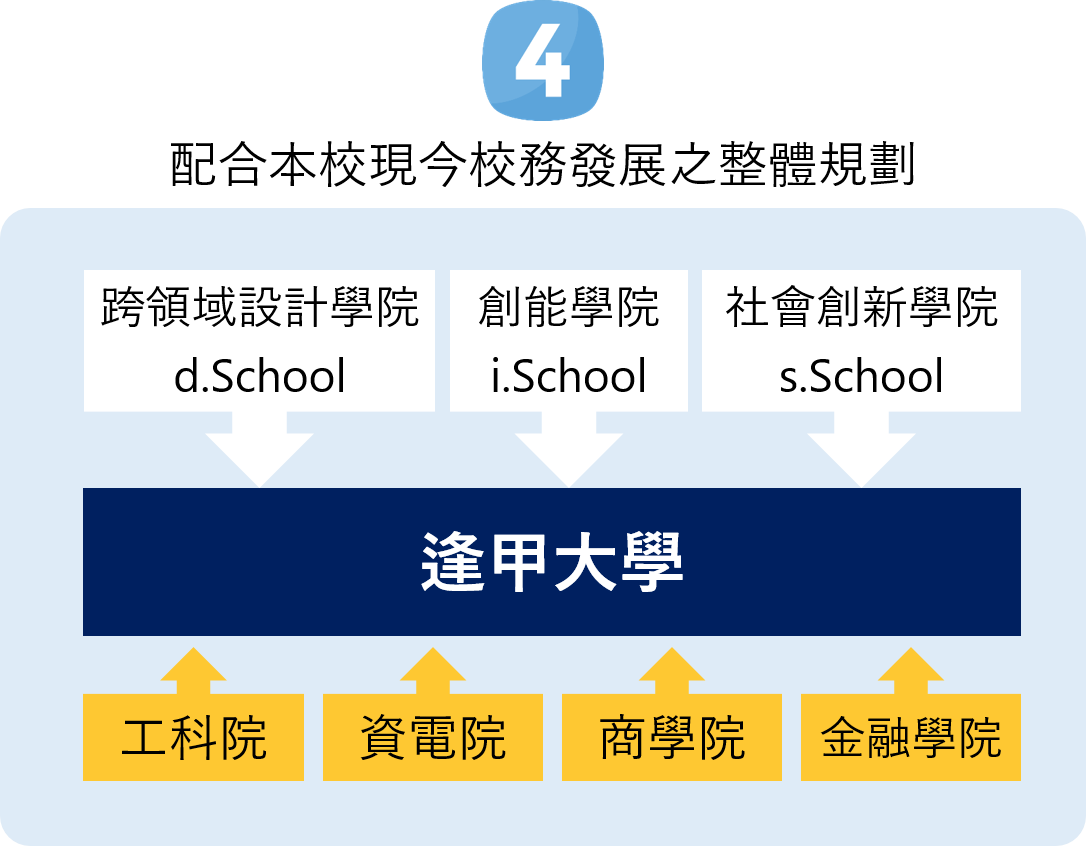 4
配合本校現今校務發展之整體規劃
跨領域設計學院
d.School
創能學院
i.School
社會創新學院
s.School
逢甲大學
工科院
資電院
商學院
金融學院